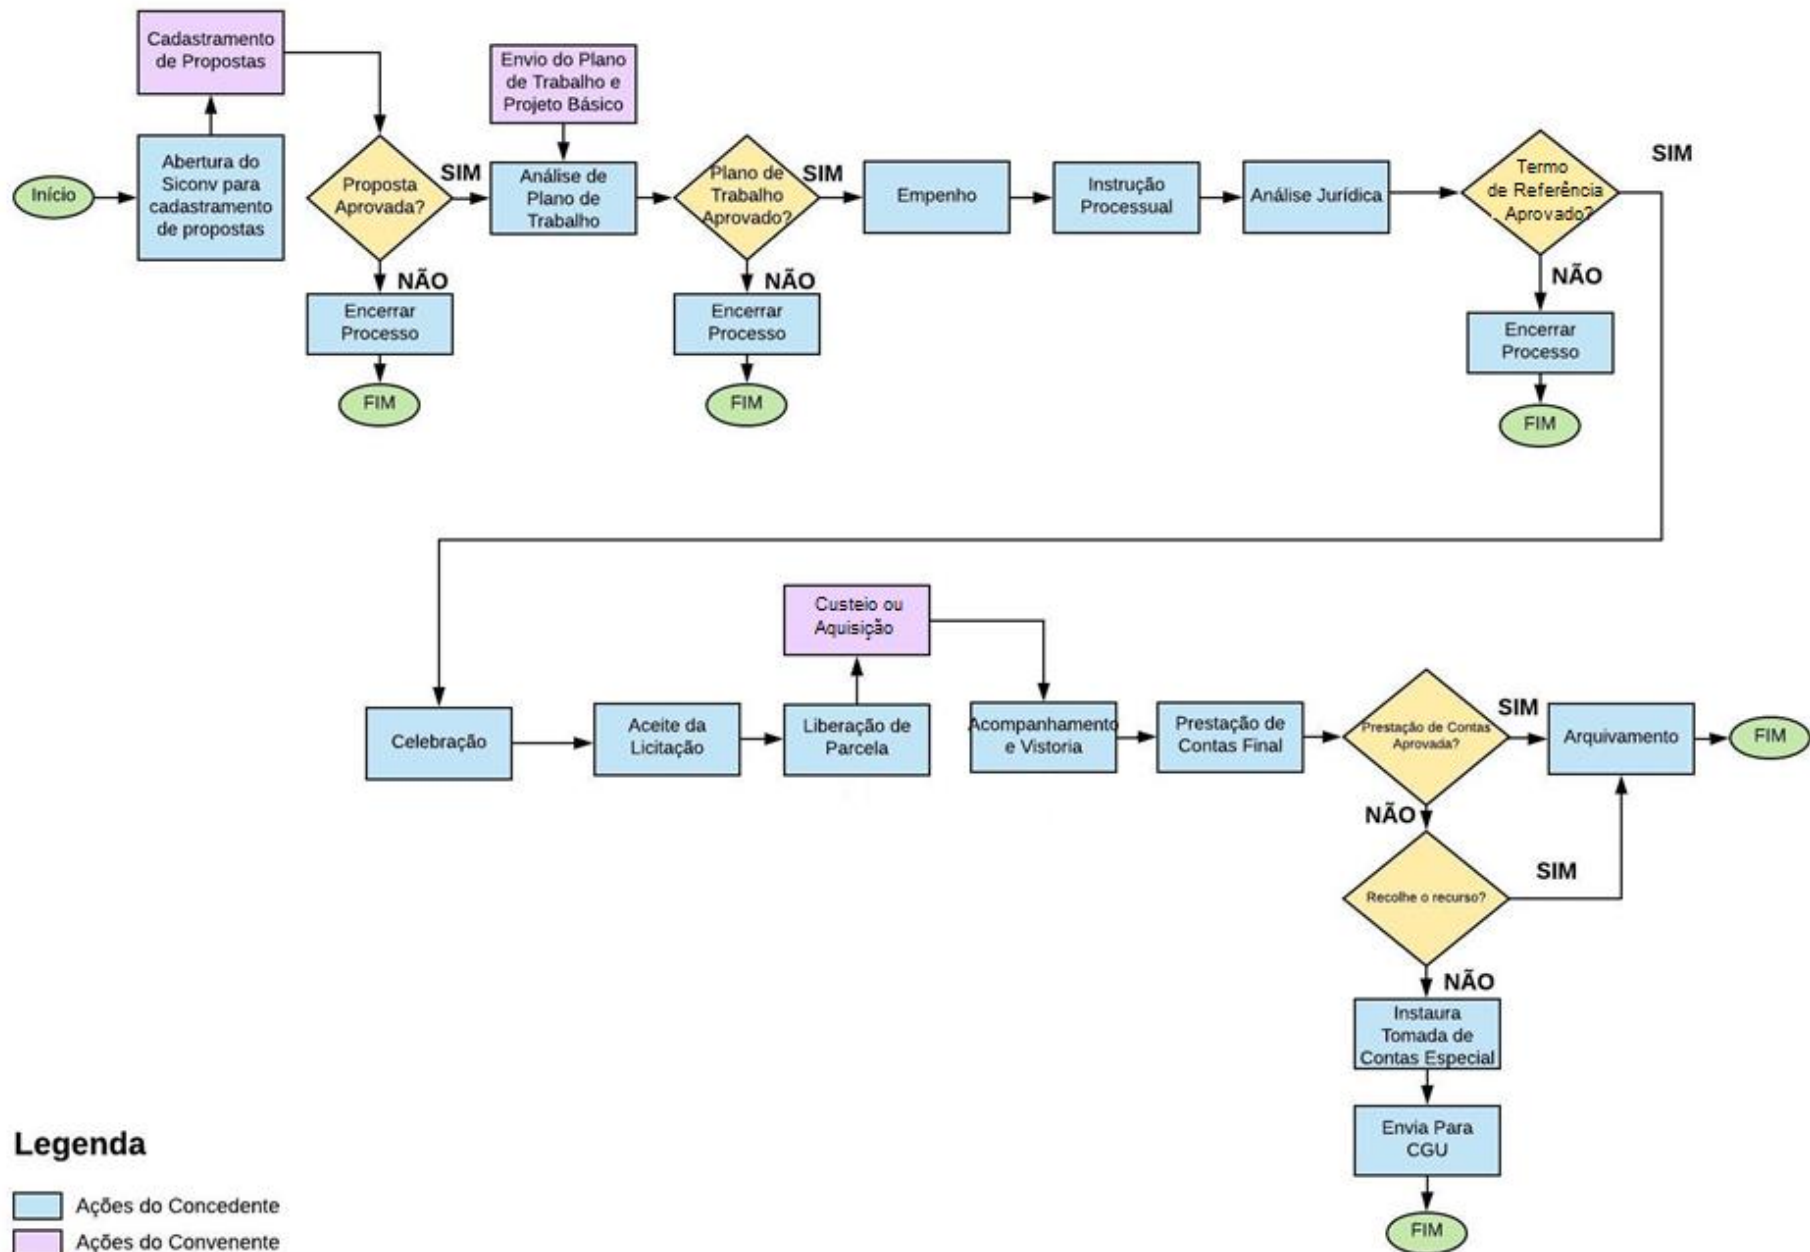 Cadastramento
de Propostas
Envio do Plano
de Trabalho e
Projeto Básico
Início
Abertura do
Siconv para
cadastramento
de propostas
Proposta
Aprovada?
SIM
Análise de
Plano de
Trabalho
Plano de
Trabalho
Aprovado?
SIM
Empenho
Instrução
Processual
Análise Jurídica
Termo
de Referência
Aprovado?
SIM
NÃO
Encerrar
Processo
FIM
NÃO
Encerrar
Processo
FIM
NÃO
Encerrar
Processo
FIM
Custeio ou
Aquisição
Celebração
Aceite da
Licitação
Liberação de
Parcela
Acompanhamento
e Vistoria
Prestação de
Contas Final
Prestação de Contas
Aprovada?
SIM
Arquivamento
FIM
NÃO
Recolhe o recurso?
SIM
NÃO
Instaura
Tomada de
Contas Especial
Envia Para
CGU
FIM
Legenda
Ações do Concedente
Ações do Convenente